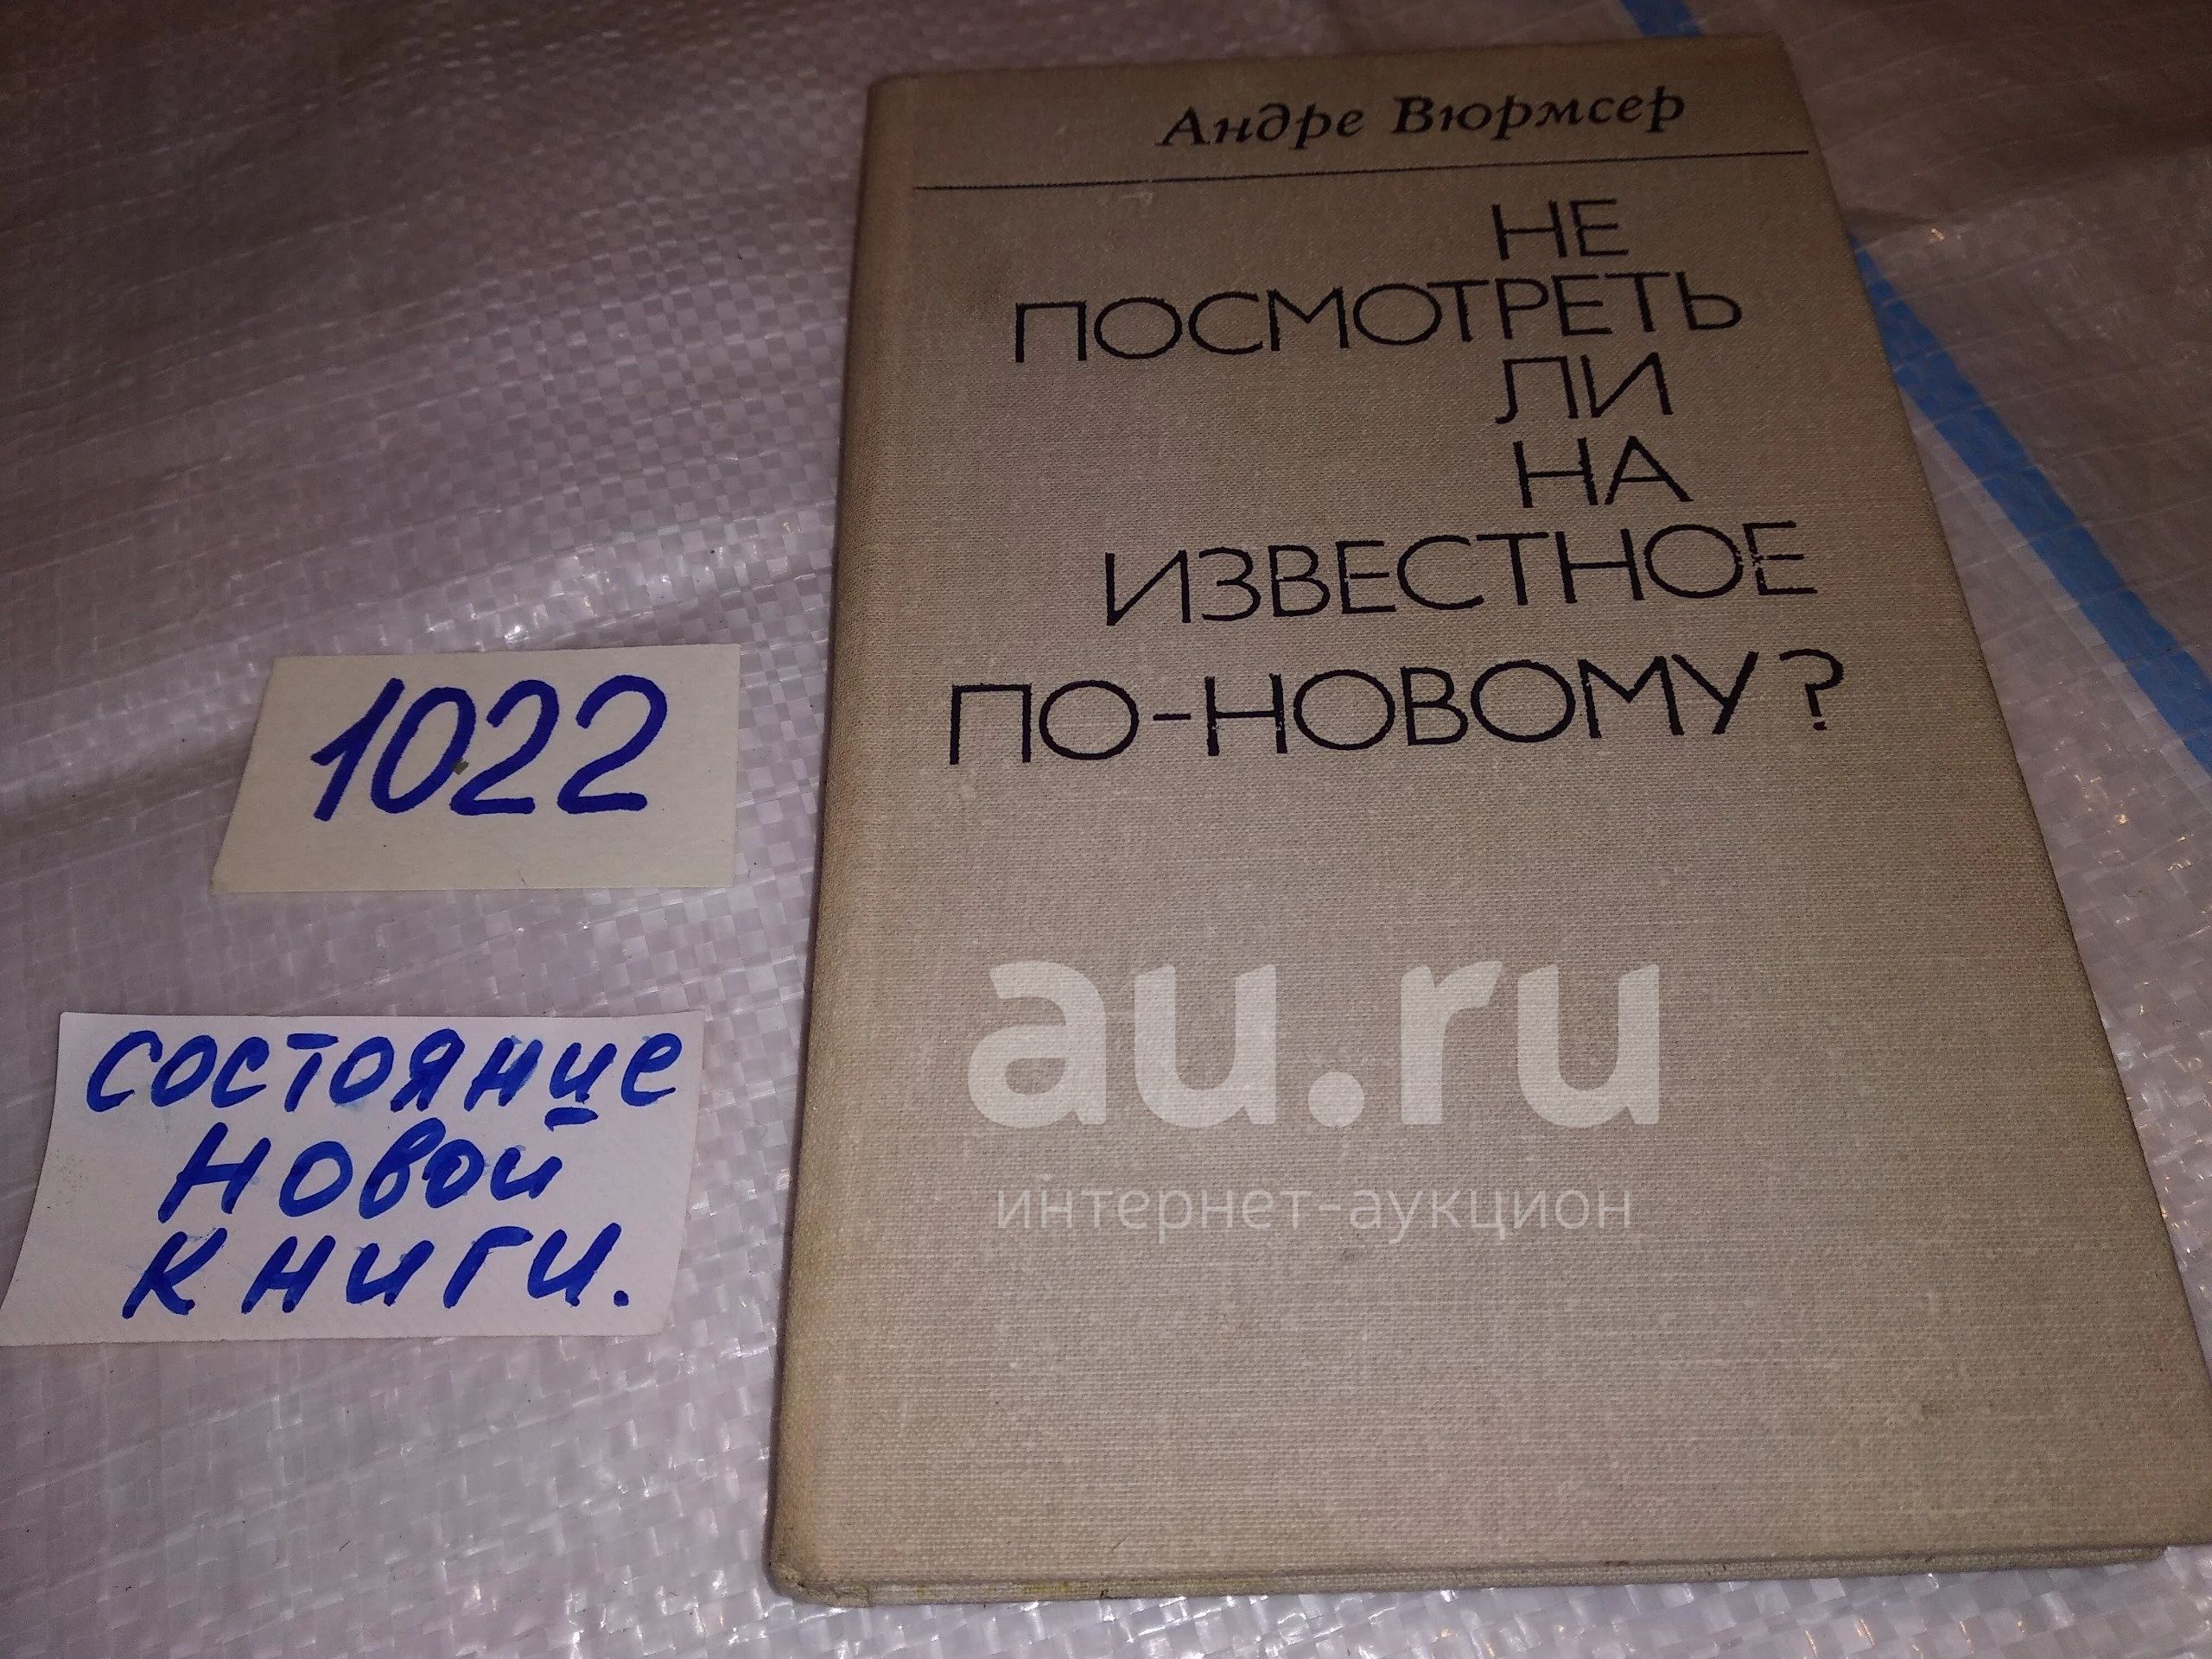 Андре Вюрмсер
НЕ
ПОСМОТРЕТЬ
ЛИ
НА
ИЗВЕСТНОЕ
ПО-НОВОМУ?
1022
состояние
новой
книги.
au.ru
интернет-аукцион